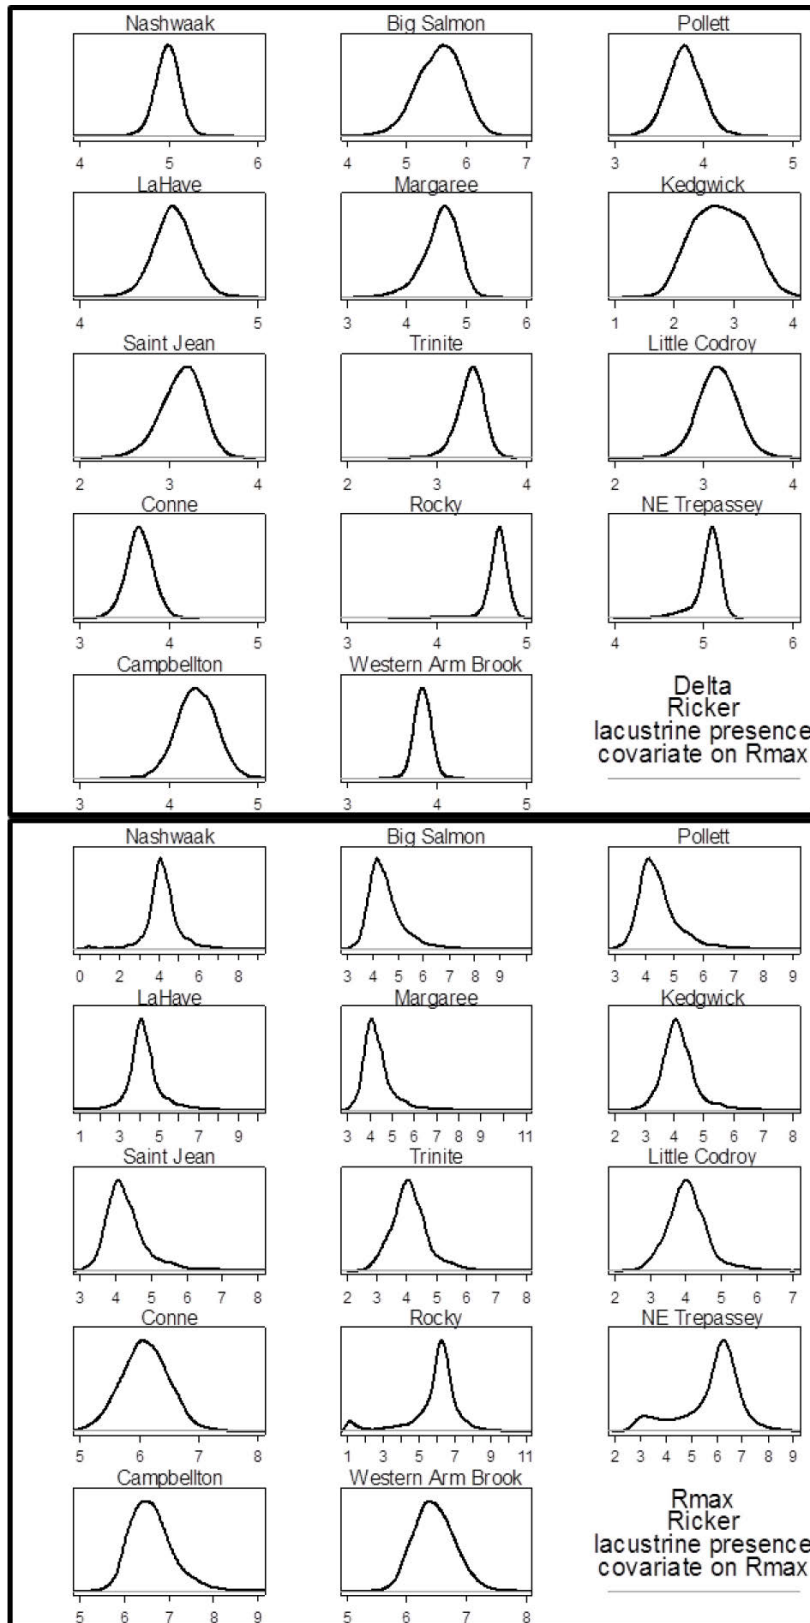 Nashwaak Big Salmon Pollett
4 5 6 4 5 6 7 3 4 5
LaHave Margaree Kedgwick
4 5 3 4 5 6 1 2 3 4
Saint Jean Trinite Little Codroy
2 3 4 2 3 4 2 3 4
Conne Rocky NE Trepassey
3 4 5 3 4 5 4 5 6
Campbellton Western Arm Brook
3 4 5 3 4 5
Delta
Ricker
lacustrine presence
covariate on Rmax
Nashwaak Big Salmon Pollett
0 2 4 6 8 3 4 5 6 7 8 9 3 4 5 6 7 8 9
LaHave Margaree Kedgwick
1 3 5 7 9 3 4 5 6 7 8 9 11 2 3 4 5 6 7 8
Saint Jean Trinite Little Codroy
3 4 5 6 7 8 2 3 4 5 6 7 8 2 3 4 5 6 7
Conne Rocky NE Trepassey
5 6 7 8 1 3 5 7 9 11 2 3 4 5 6 7 8 9
Campbellton Western Arm Brook
5 6 7 8 9 5 6 7 8
Rmax
Ricker
lacustrine presence
covariate on Rmax